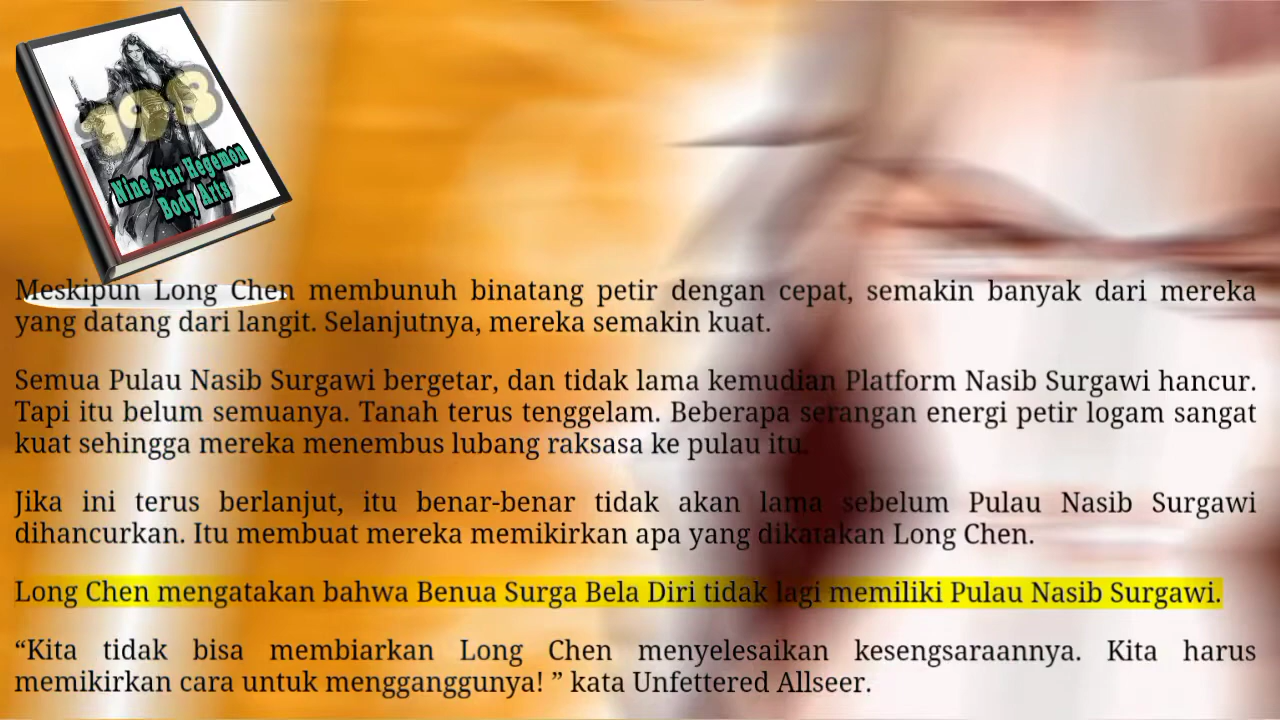 198
Nine Star Hegemon
Body Arts
Meskipun Long Chen membunuh binatang petir dengan cepat, semakin banyak dari mereka
yang datang dari langit. Selanjutnya, mereka semakin kuat.
Semua Pulau Nasib Surgawi bergetar, dan tidak lama kemudian Platform Nasib Surgawi hancur.
Tapi itu belum semuanya. Tanah terus tenggelam. Beberapa serangan energi petir logam sangat
kuat sehingga mereka menembus lubang raksasa ke pulau itu.
Jika ini terus berlanjut, itu benar-benar tidak akan lama sebelum Pulau Nasib Surgawi
dihancurkan. Itu membuat mereka memikirkan apa yang dikatakan Long Chen.
Long Chen mengatakan bahwa Benua Surga Bela Diri tidak lagi memiliki Pulau Nasib Surgawi.
“Kita tidak bisa membiarkan Long Chen menyelesaikan kesengsaraannya. Kita harus
memikirkan cara untuk mengganggunya! ” kata Unfettered Allseer.